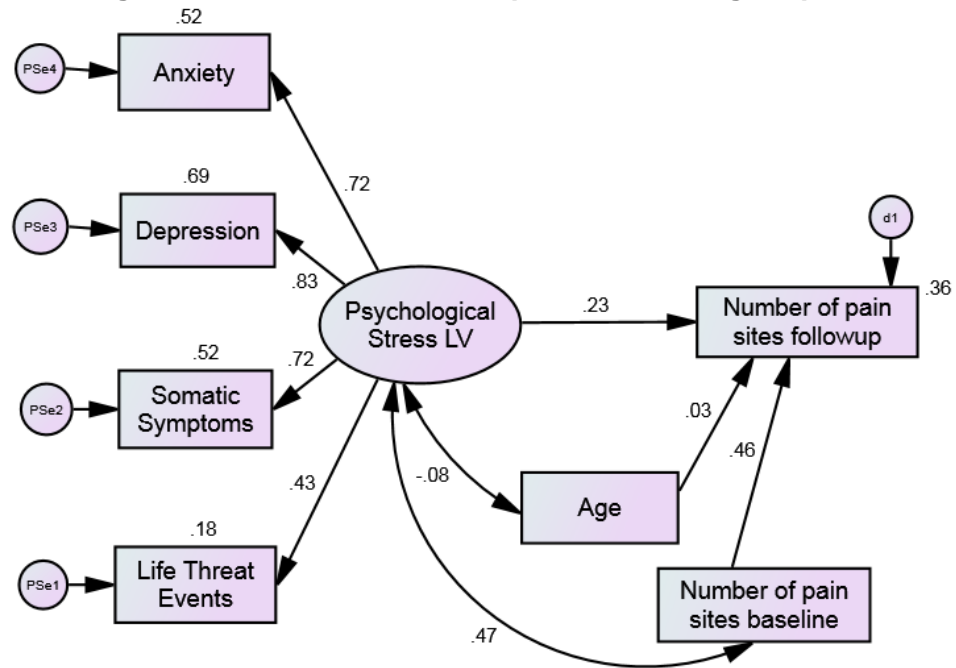 .52
PSe4
Anxiety
.72
.69
PSe3
Depression
.83
d1
Psychological
Stress LV
.23
Number of pain
sites followup
.36
.52
.72
PSe2
Somatic
Symptoms
.03
.46
.43
-.08
Age
.18
PSe1
Life Threat
Events
Number of pain
sites baseline
.47